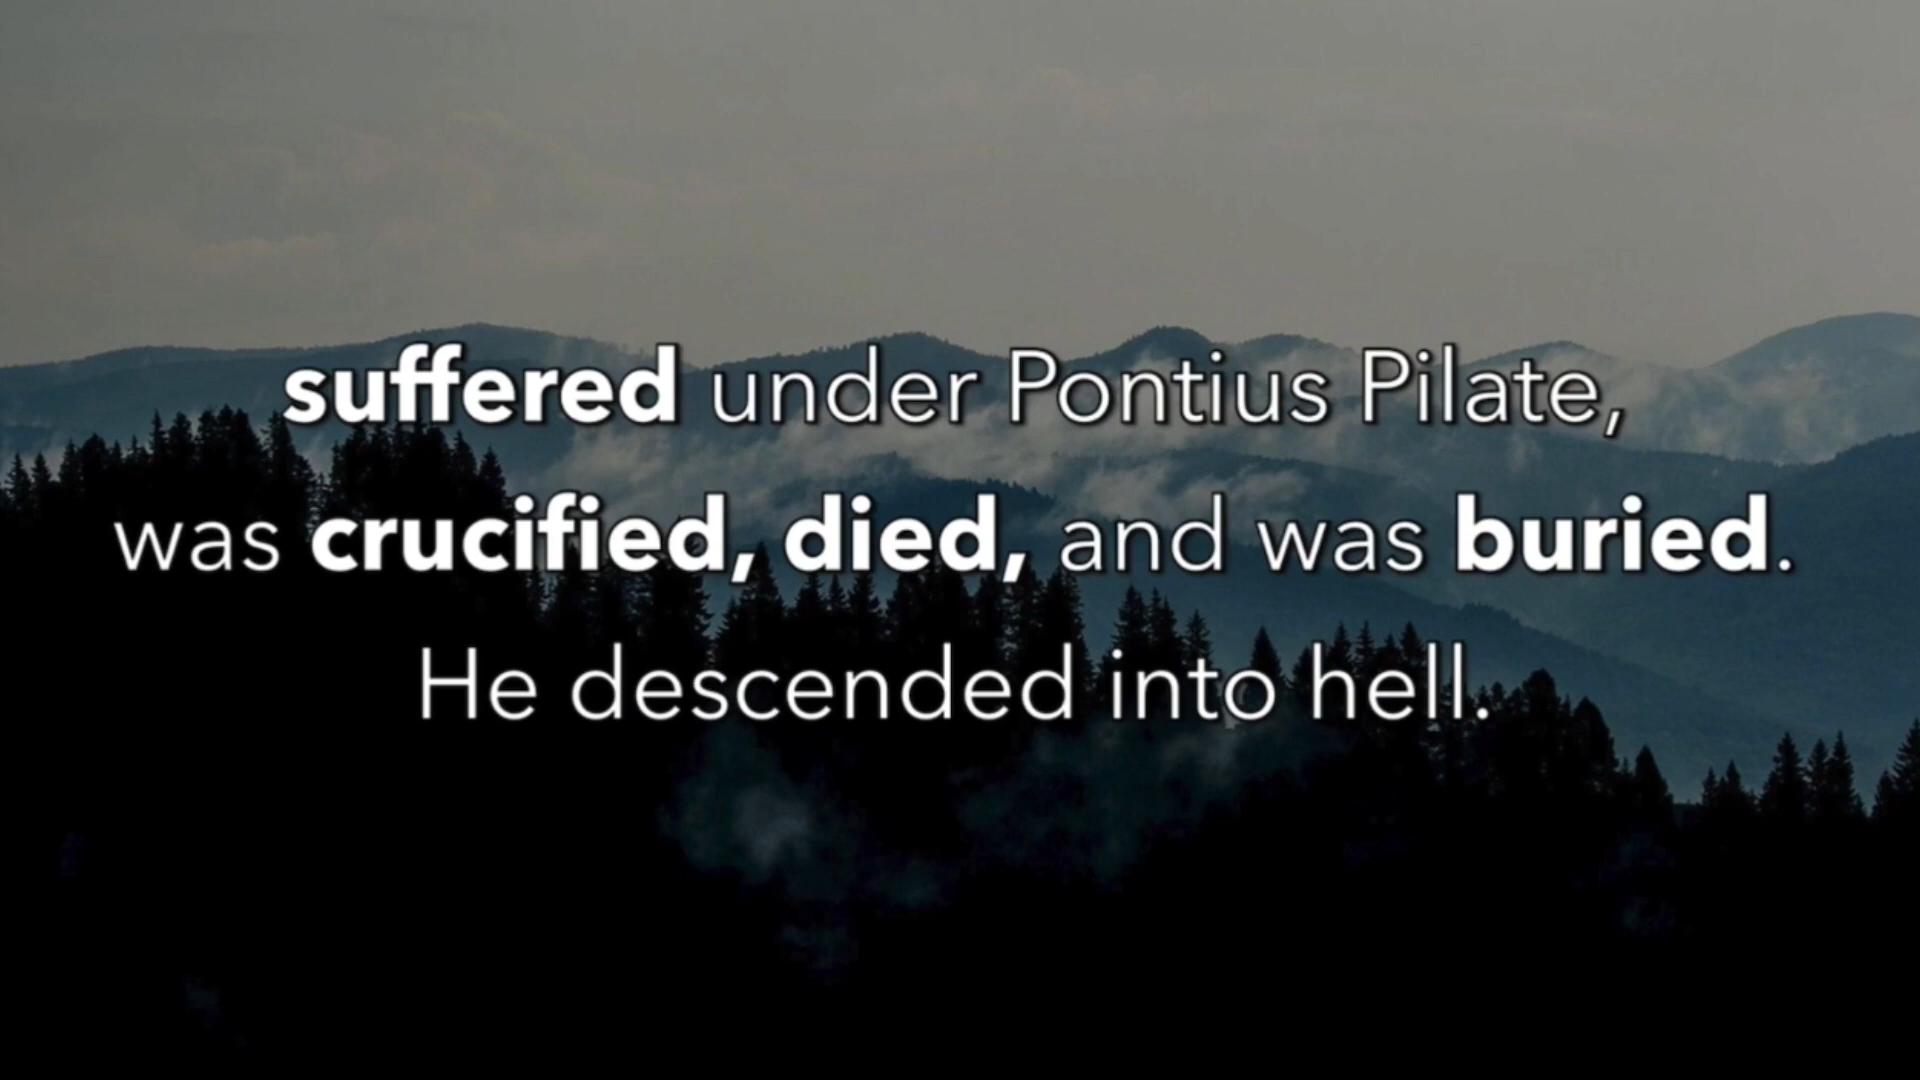 suffered under Pontius Pilate,
was crucified, died, and was buried.
He descended into hell.